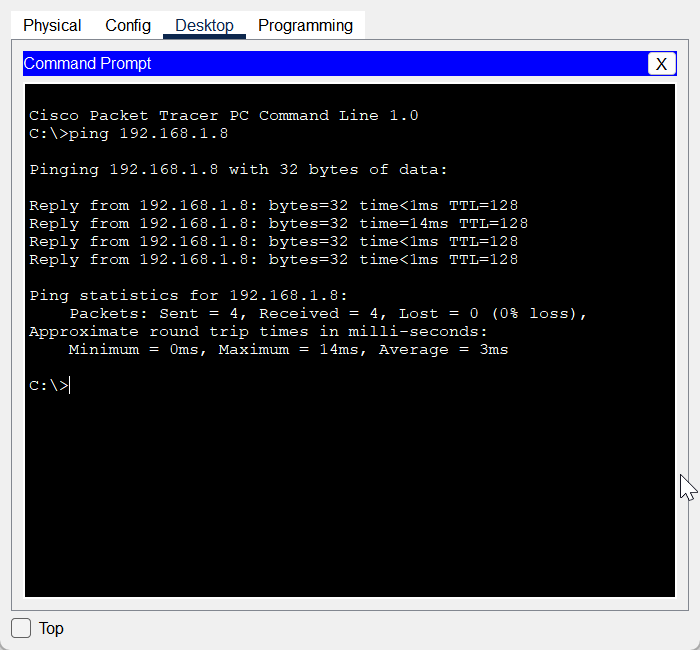 Physical Config Desktop Programming
Command Prompt X
Cisco Packet Tracer PC Command Line 1.0
C:\>ping 192.168.1.8
Pinging 192.168.1.8 with 32 bytes of data:
Reply from 192.168.1.8: bytes=32 time<1ms TTL=128
Reply from 192.168.1.8: bytes=32 time=14ms TTL=128
Reply from 192.168.1.8: bytes=32 time<1ms TTL=128
Reply from 192.168.1.8: bytes=32 time<1ms TTL=128
Ping statistics for 192.168.1.8:
Packets: Sent = 4, Received = 4, Lost = 0 (0% loss),
Approximate round trip times in milli-seconds:
Minimum = 0ms, Maximum = 14ms, Average = 3ms
C:\>
Top